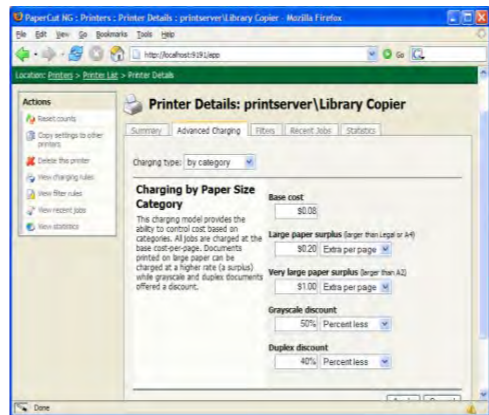 PaperCut NG : Printers : Printer Details : printserver\Library Copier - Mozilla Firefox
File Edit View Go Bookmarks Tools Help
http://localhost:9191/app
Go
Location: Printers > Printer List > Printer Details
Actions
Reset counts
Copy settings to other
printers
Delete this printer
View charging rules
View filter rules
View recent jobs
View statistics
Printer Details: printserver\Library Copier
Summary Advanced Charging Filters Recent Jobs Statistics
Charging type: by category
Charging by Paper Size
Category
This charging model provides the
ability to control cost based on
categories. All jobs are charged at the
base cost-per-page. Documents
printed on large paper can be
charged at a higher rate (a surplus)
while grayscale and duplex documents
offered a discount.
Base cost
$0.08
Large paper surplus (larger than Legal or A4)
$0.20 Extra per page
Very large paper surplus (larger than A2)
$1.00 Extra per page
Grayscale discount
50% Percent less
Duplex discount
40% Percent less
Done